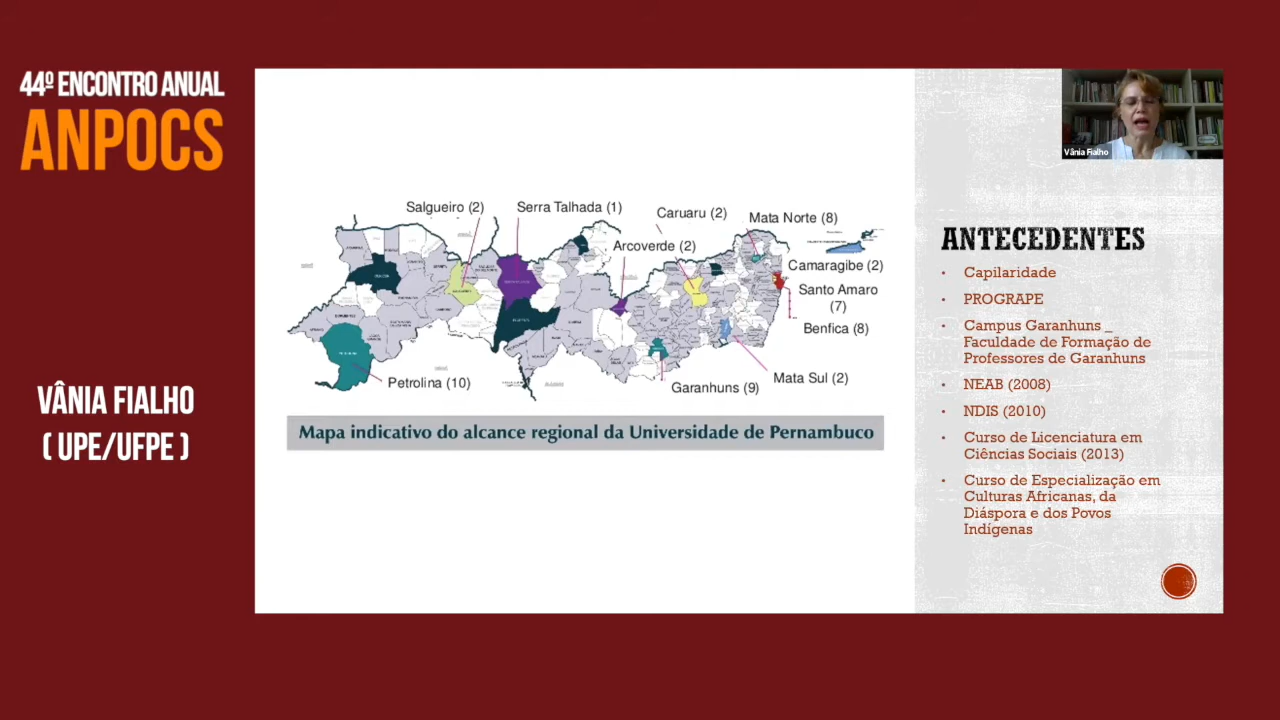 44º ENCONTRO ANUAL
ANPOCS
VÂNIA FIALHO
( UPE/UFPE )
Salgueiro (2)
Serra Talhada (1)
Caruaru (2)
Mata Norte (8)
Arcoverde (2)
Camaragibe (2)
Santo Amaro
(7)
Benfica (8)
Petrolina (10)
Garanhuns (9)
Mata Sul (2)
Mapa indicativo do alcance regional da Universidade de Pernambuco
Vânia Fialho
ANTECEDENTES
• Capilaridade
• PROGRAPE
• Campus Garanhuns _
Faculdade de Formação de
Professores de Garanhuns
• NEAB (2008)
• NDIS (2010)
• Curso de Licenciatura em
Ciências Sociais (2013)
• Curso de Especialização em
Culturas Africanas, da
Diáspora e dos Povos
Indígenas